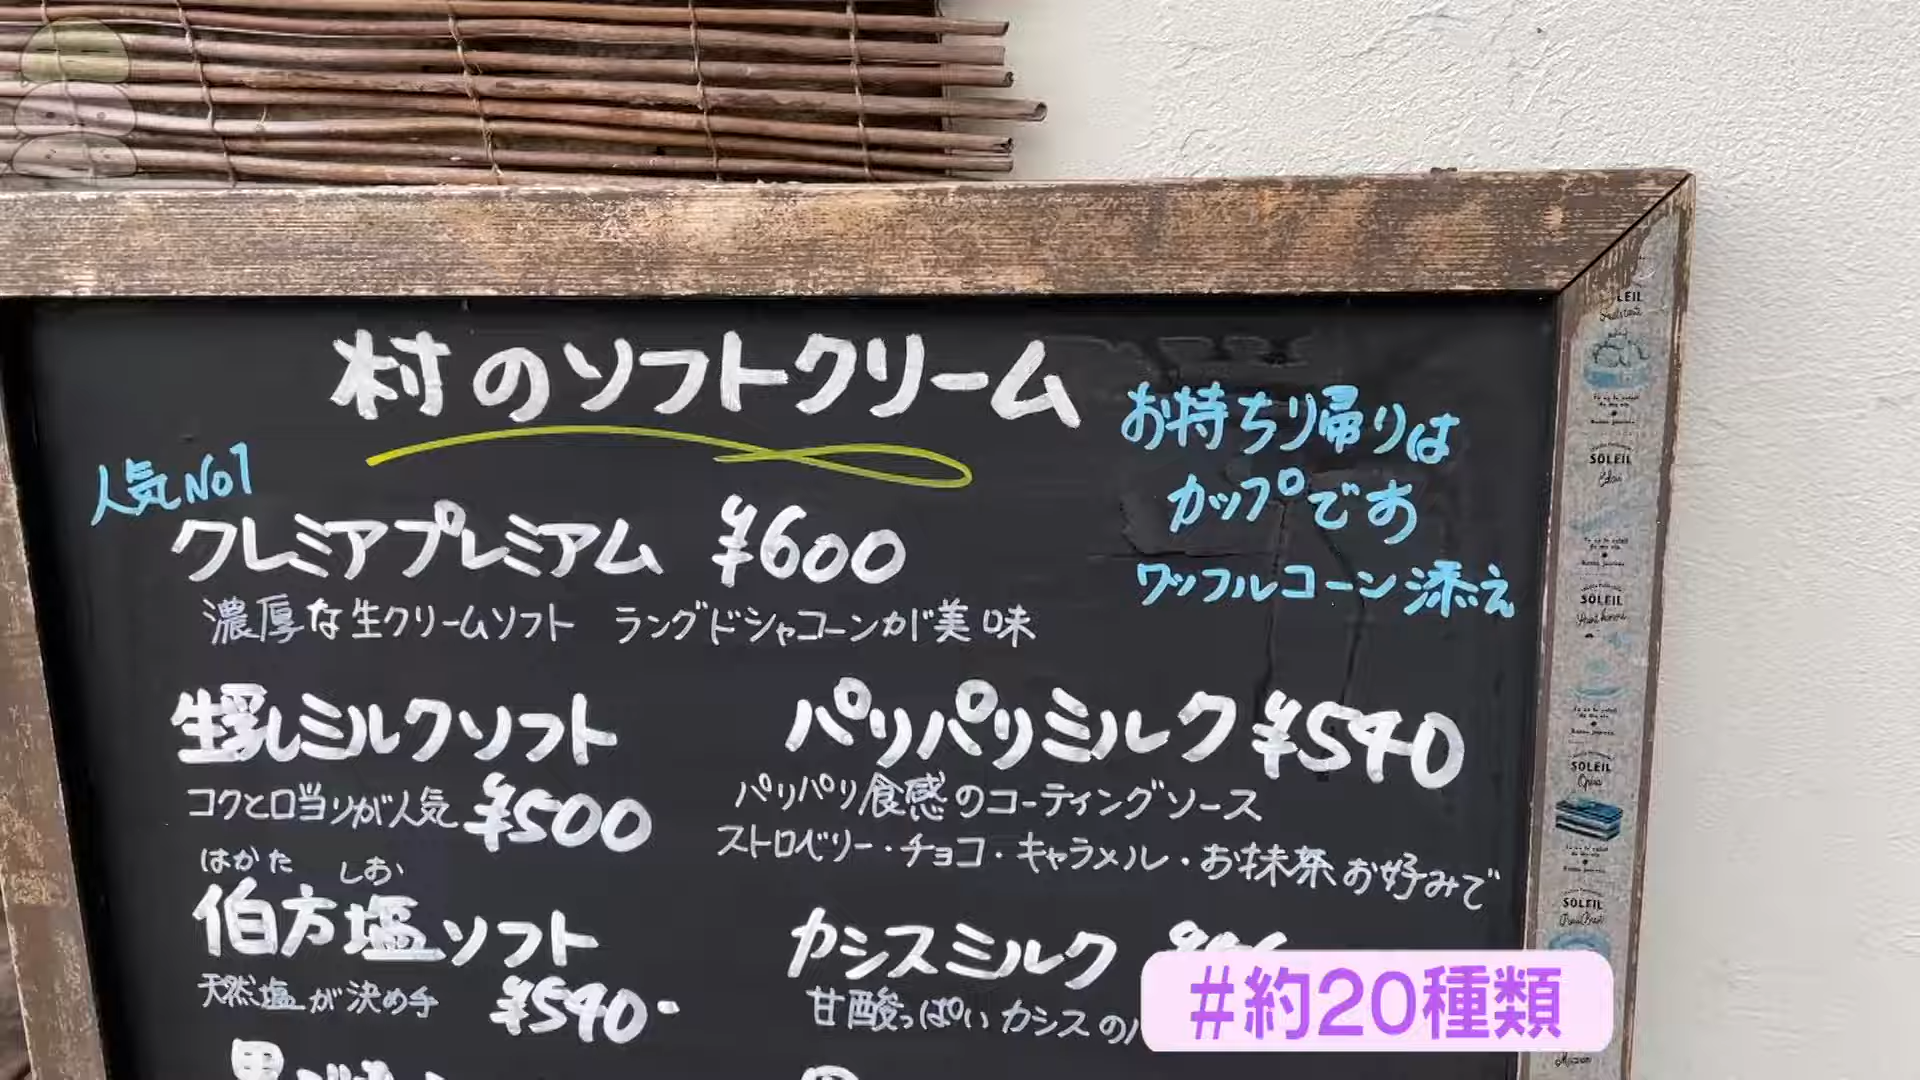 村のソフトクリーム
お持ち帰りは
カップです
ワッフルコーン添え
人気No1
クレミアプレミアム ¥600
濃厚な生クリームソフト ラングドシャコーンが美味
生乳ミルクソフト
コクと口当りが人気 ¥500
パリパリミルク ¥540
パリパリ食感のコーティングソース
ストロベリー・チョコ・キャラメル・お抹茶 お好みで
はかた しお
伯方塩ソフト
天然塩が決め手 ¥540-
カシスミルク
甘酸っぱいカシスの
#約20種類
SOLEIL
SOLEIL
SOLEIL
SOLEIL